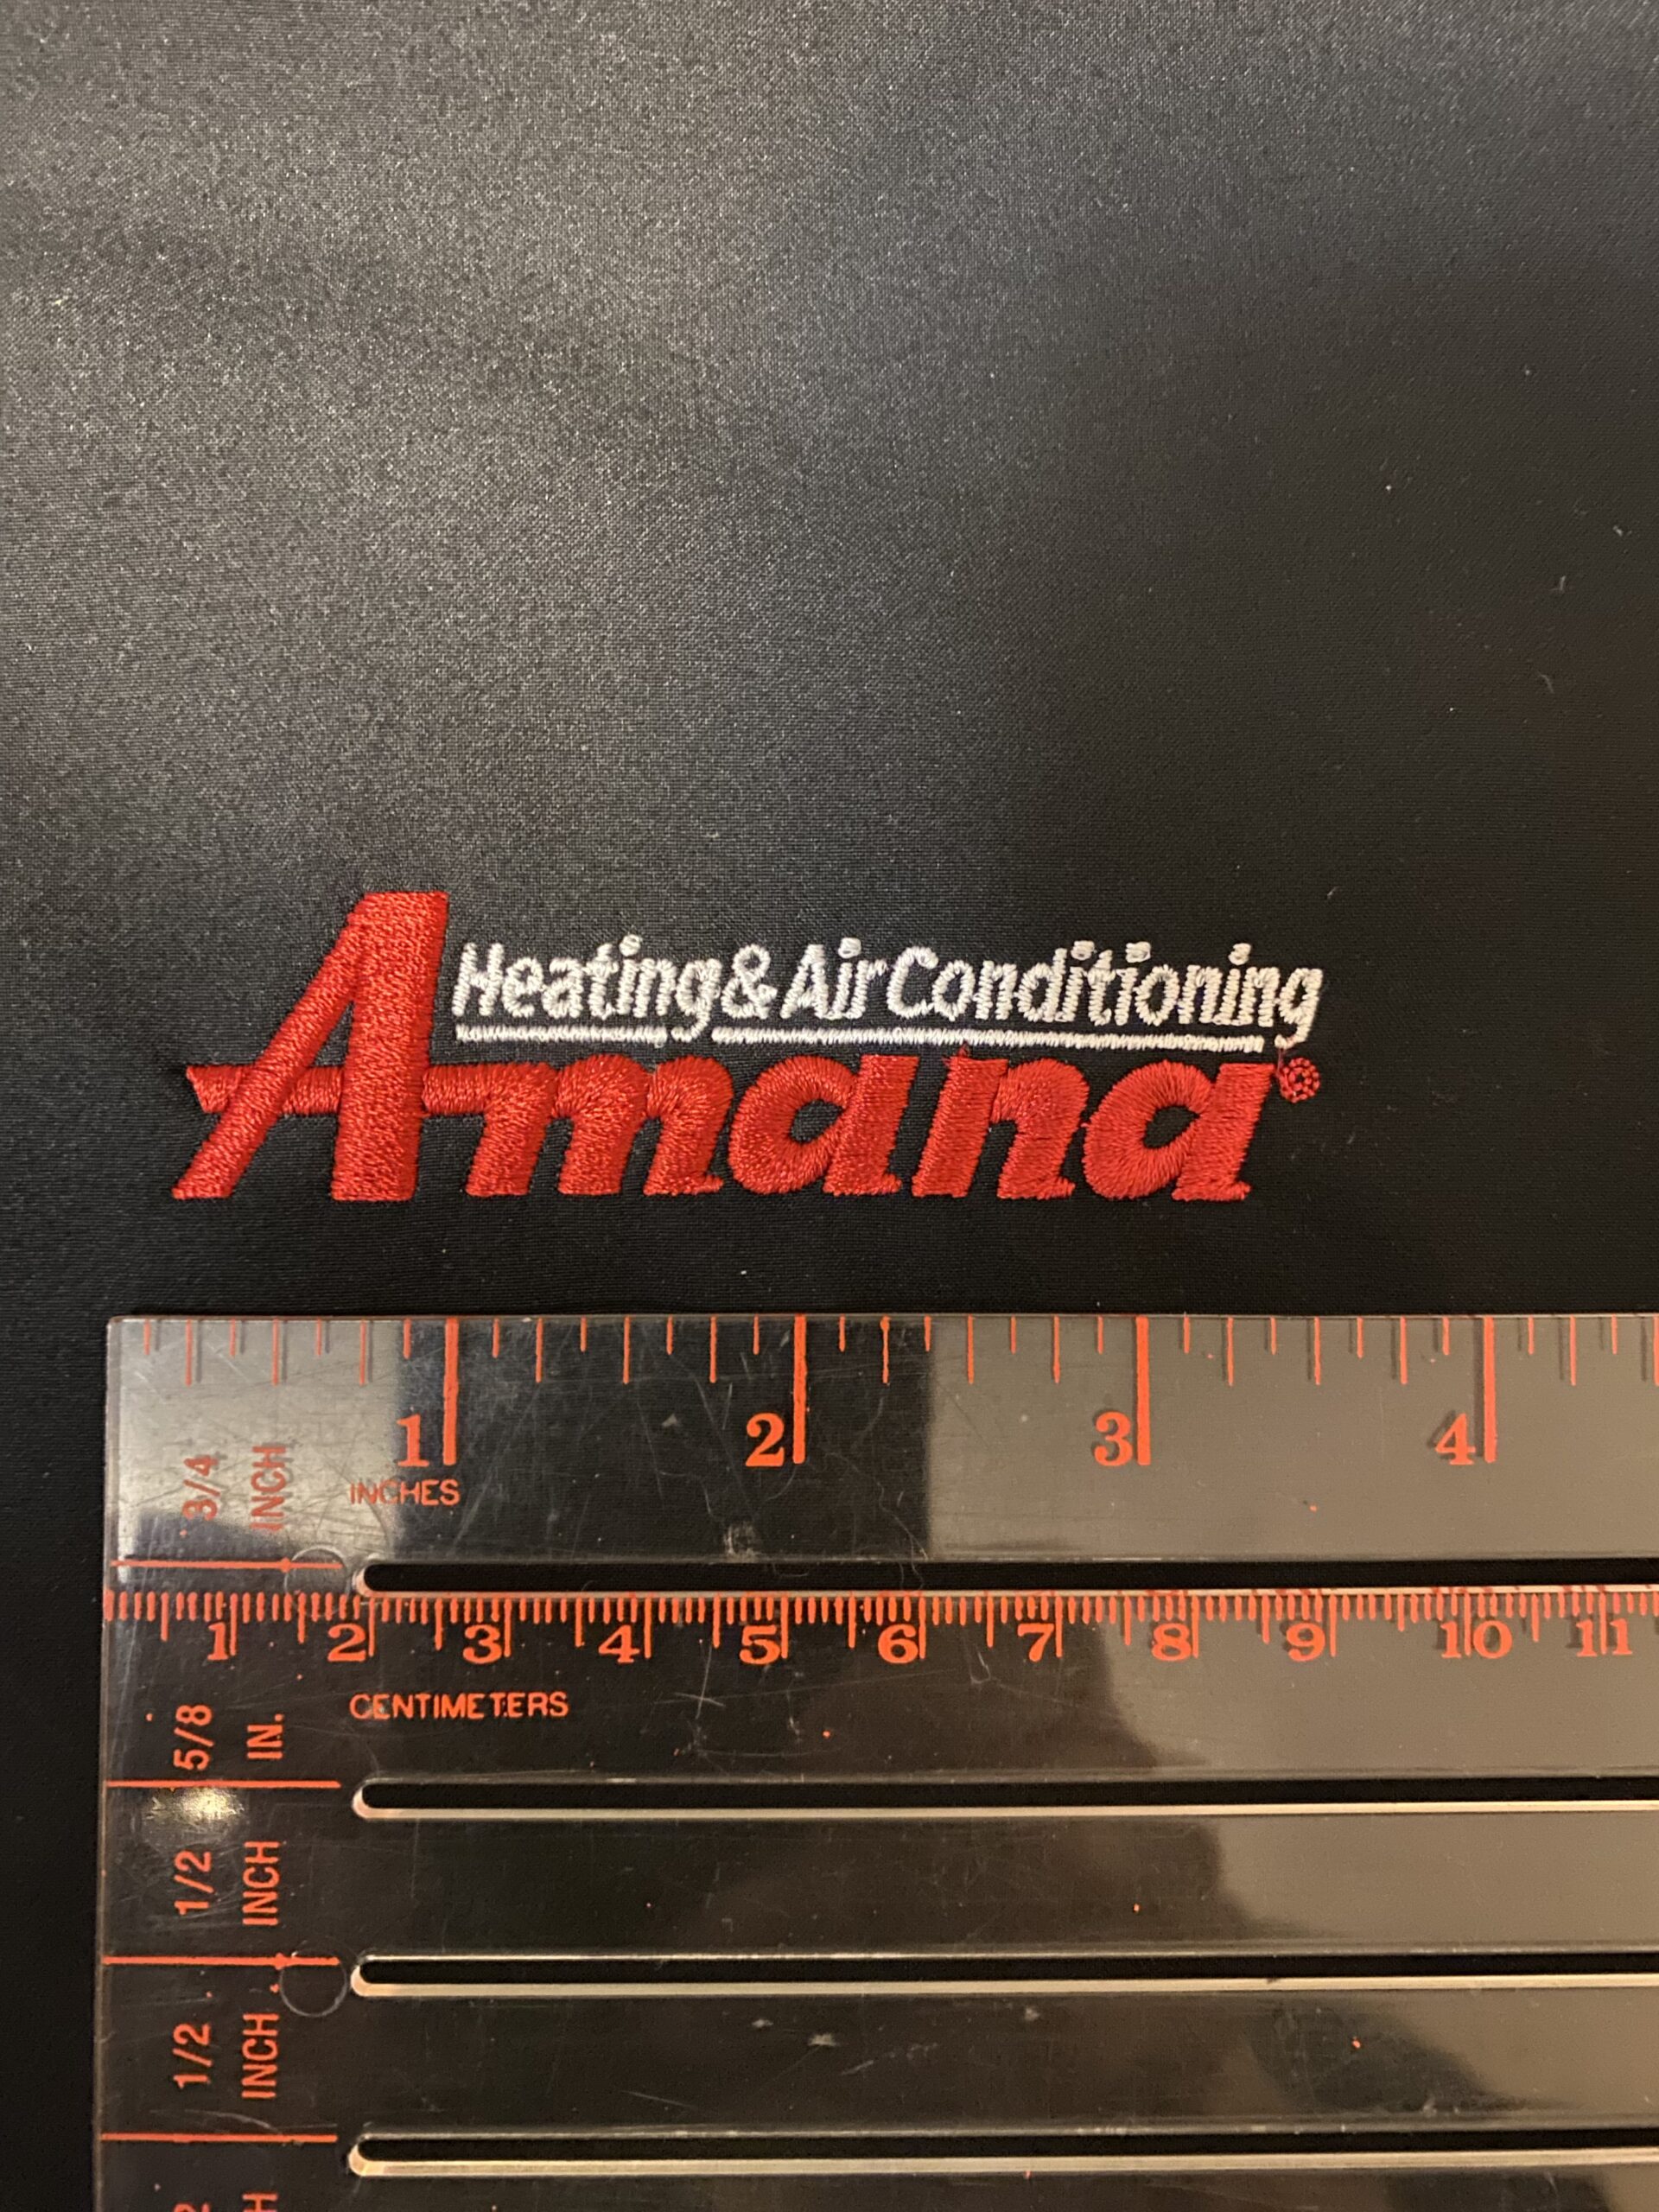 Heating & Air Conditioning
Amana®
1 2 3 4
INCHES
3/4 INCH
1 2 3 4 5 6 7 8 9 10 11
CENTIMETERS
5/8 IN.
1/2 INCH
1/2 INCH